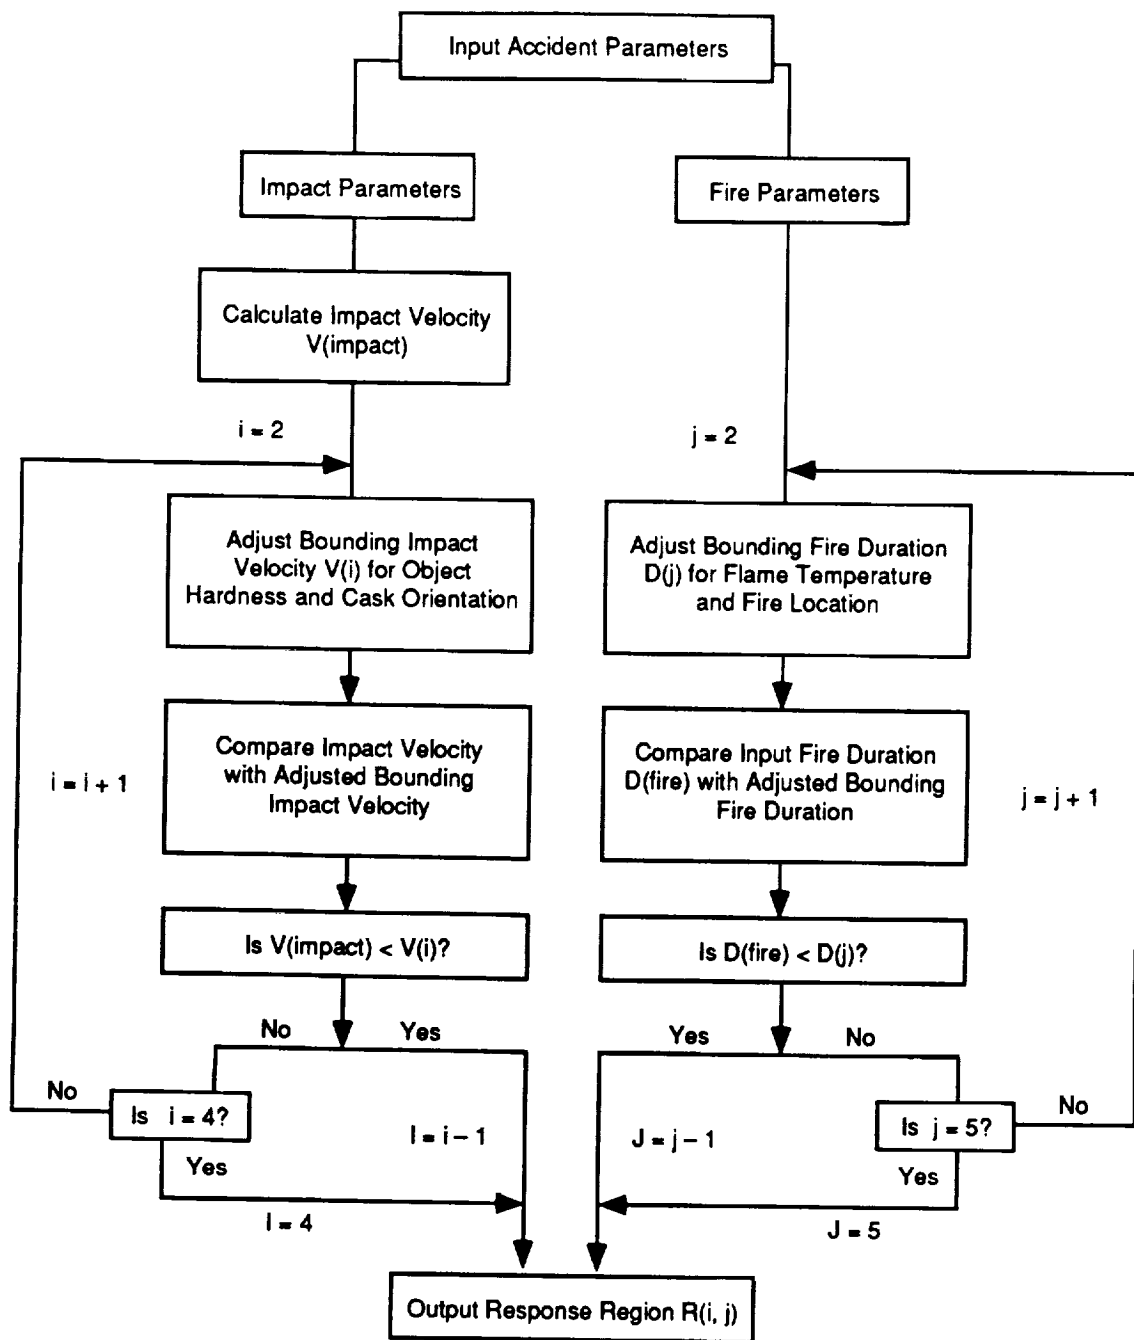 Input Accident Parameters
Impact Parameters
Fire Parameters
Calculate Impact Velocity
V(impact)
i = 2
j = 2
Adjust Bounding Impact
Velocity V(i) for Object
Hardness and Cask Orientation
Adjust Bounding Fire Duration
D(j) for Flame Temperature
and Fire Location
Compare Impact Velocity
with Adjusted Bounding
Impact Velocity
Compare Input Fire Duration
D(fire) with Adjusted Bounding
Fire Duration
i = i + 1
j = j + 1
Is V(impact) < V(i)?
Is D(fire) < D(j)?
No
Yes
Yes
No
No
Is i = 4?
I = i – 1
J = j – 1
Is j = 5?
No
Yes
Yes
I = 4
J = 5
Output Response Region R(i, j)